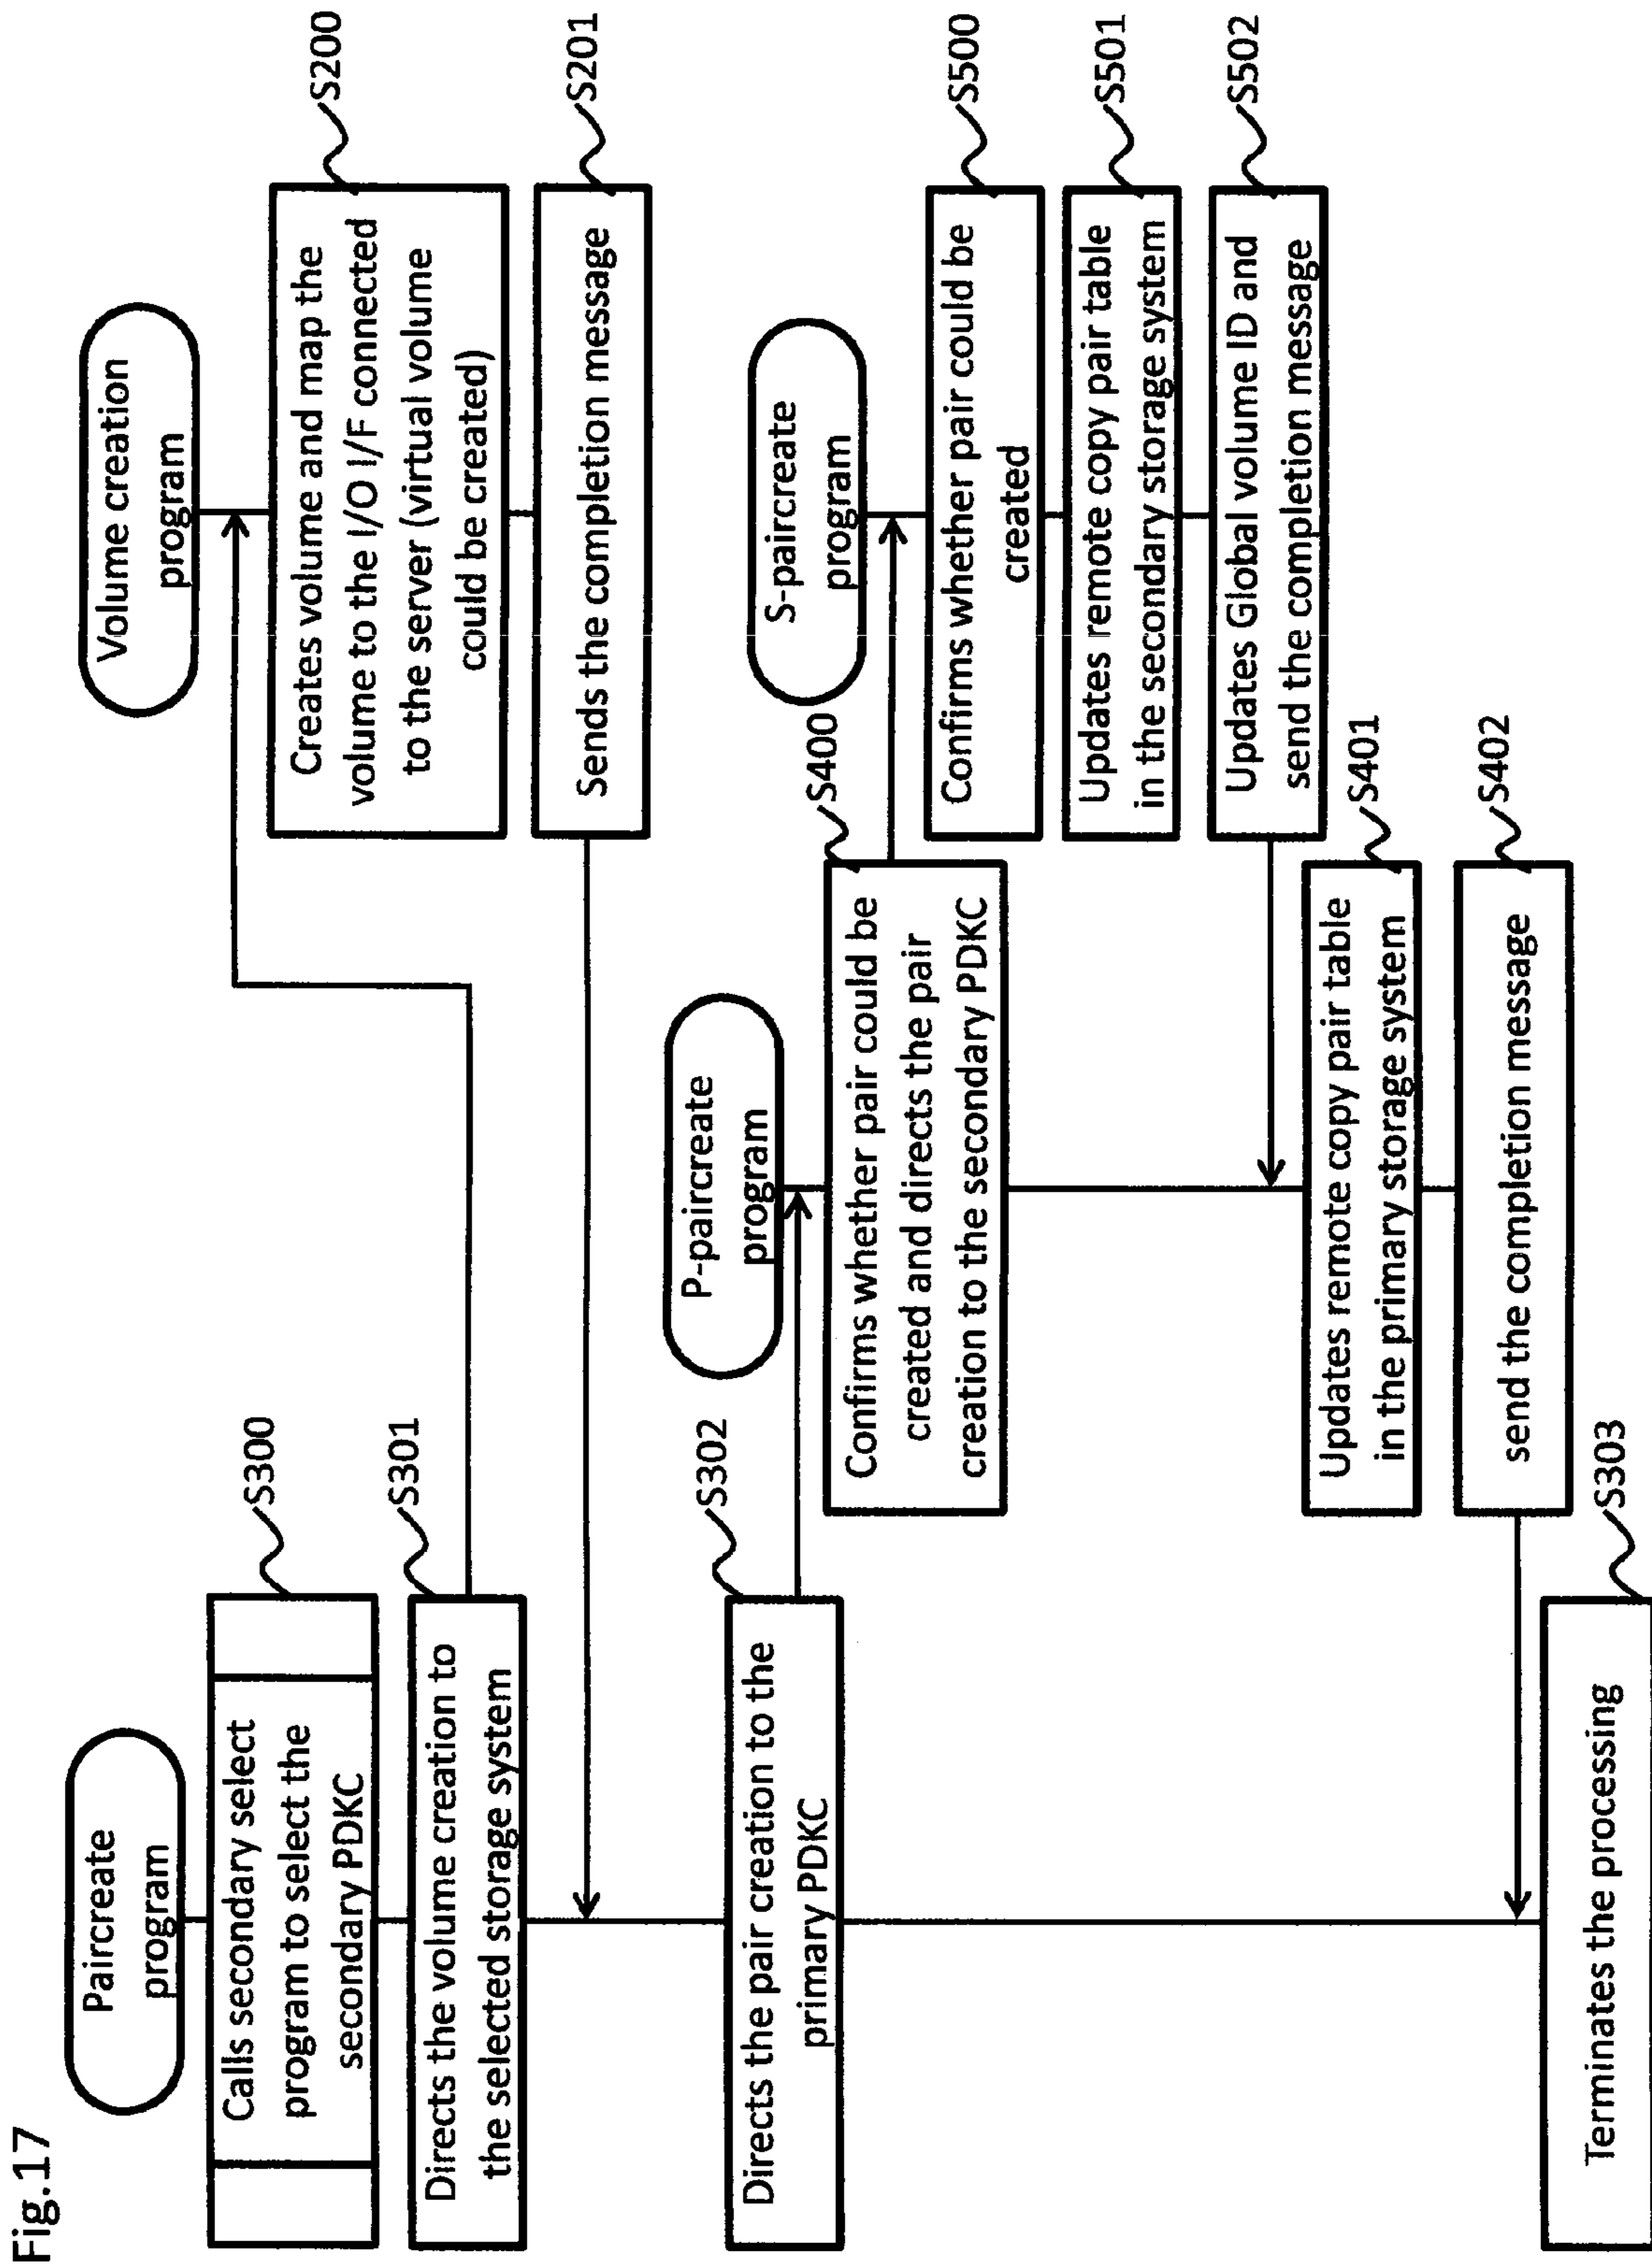 Fig.17
Paircreate
program
Calls secondary select
program to select the
secondary PDKC
S300
Directs the volume creation to
the selected storage system
S301
Volume creation
program
Creates volume and map the
volume to the I/O I/F connected
to the server (virtual volume
could be created)
S200
Sends the completion message
S201
Directs the pair creation to the
primary PDKC
S302
P-paircreate
program
Confirms whether pair could be
created and directs the pair
creation to the secondary PDKC
S400
S-paircreate
program
Confirms whether pair could be
created
S500
Updates remote copy pair table
in the secondary storage system
S501
Updates Global volume ID and
send the completion message
S502
Updates remote copy pair table
in the primary storage system
S401
send the completion message
S402
Terminates the processing
S303